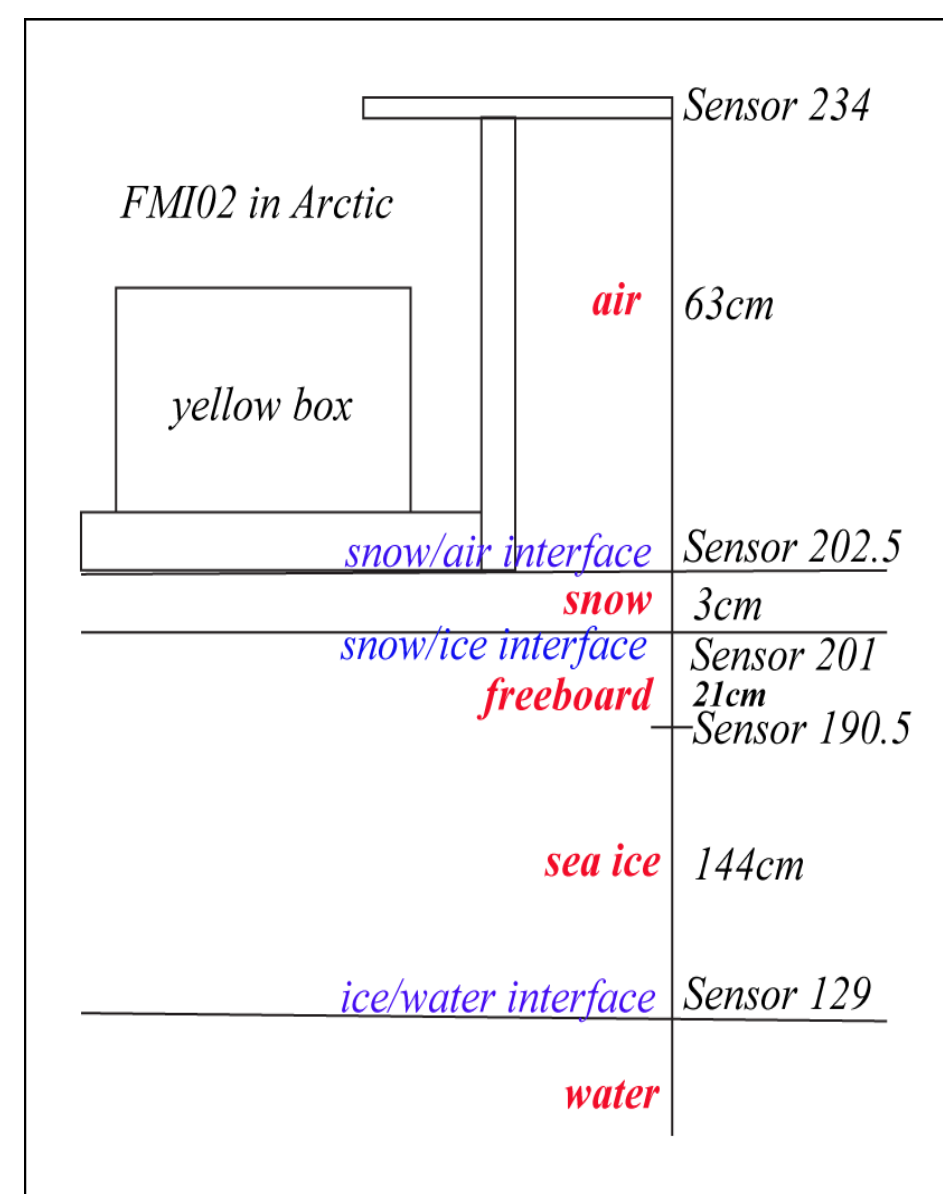 Sensor 234
FMI02 in Arctic
air 63cm
yellow box
snow/air interface Sensor 202.5
snow 3cm
snow/ice interface Sensor 201
freeboard 21cm
Sensor 190.5
sea ice 144cm
ice/water interface Sensor 129
water